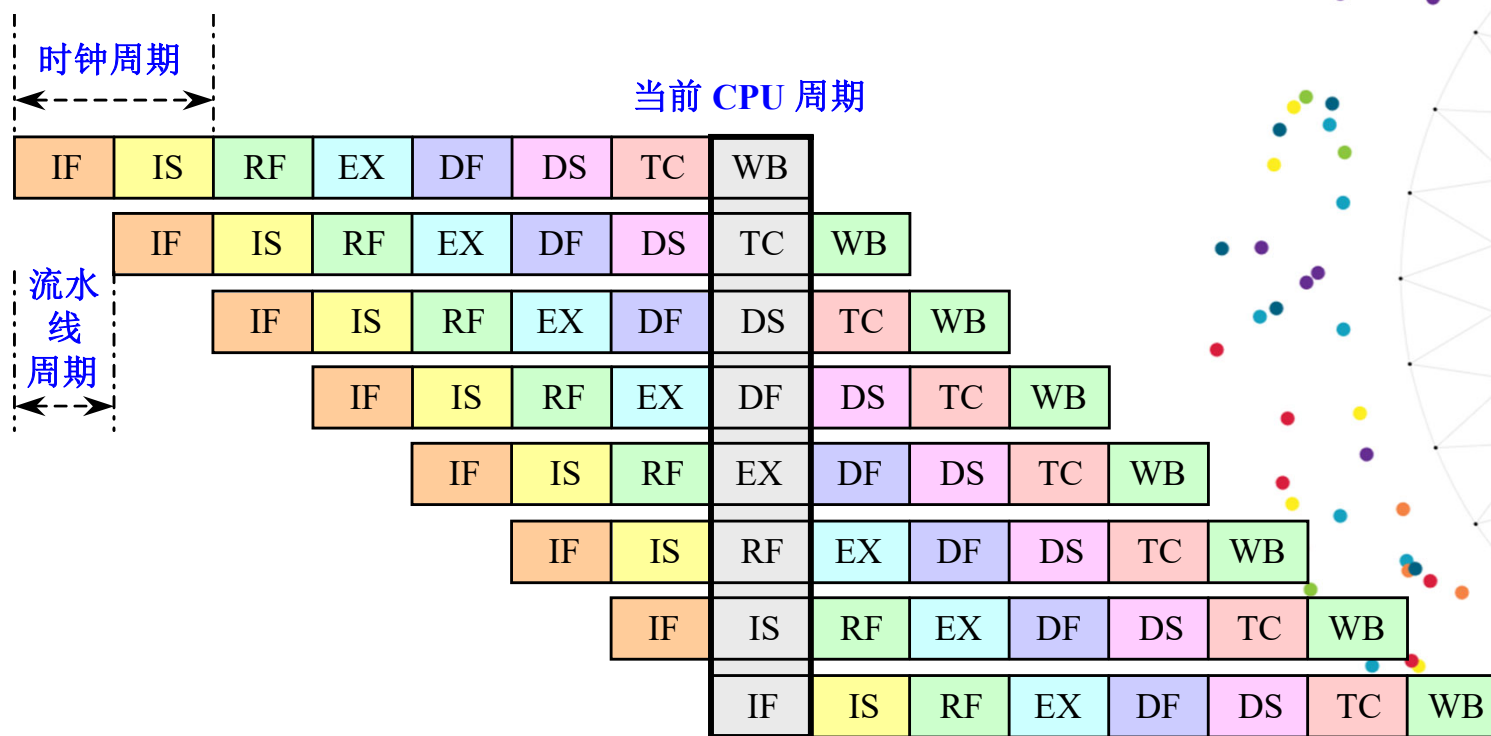 时钟周期
当前 CPU 周期
IF IS RF EX DF DS TC WB
IF IS RF EX DF DS TC WB
流水
线
周期
IF IS RF EX DF DS TC WB
IF IS RF EX DF DS TC WB
IF IS RF EX DF DS TC WB
IF IS RF EX DF DS TC WB
IF IS RF EX DF DS TC WB
IF IS RF EX DF DS TC WB